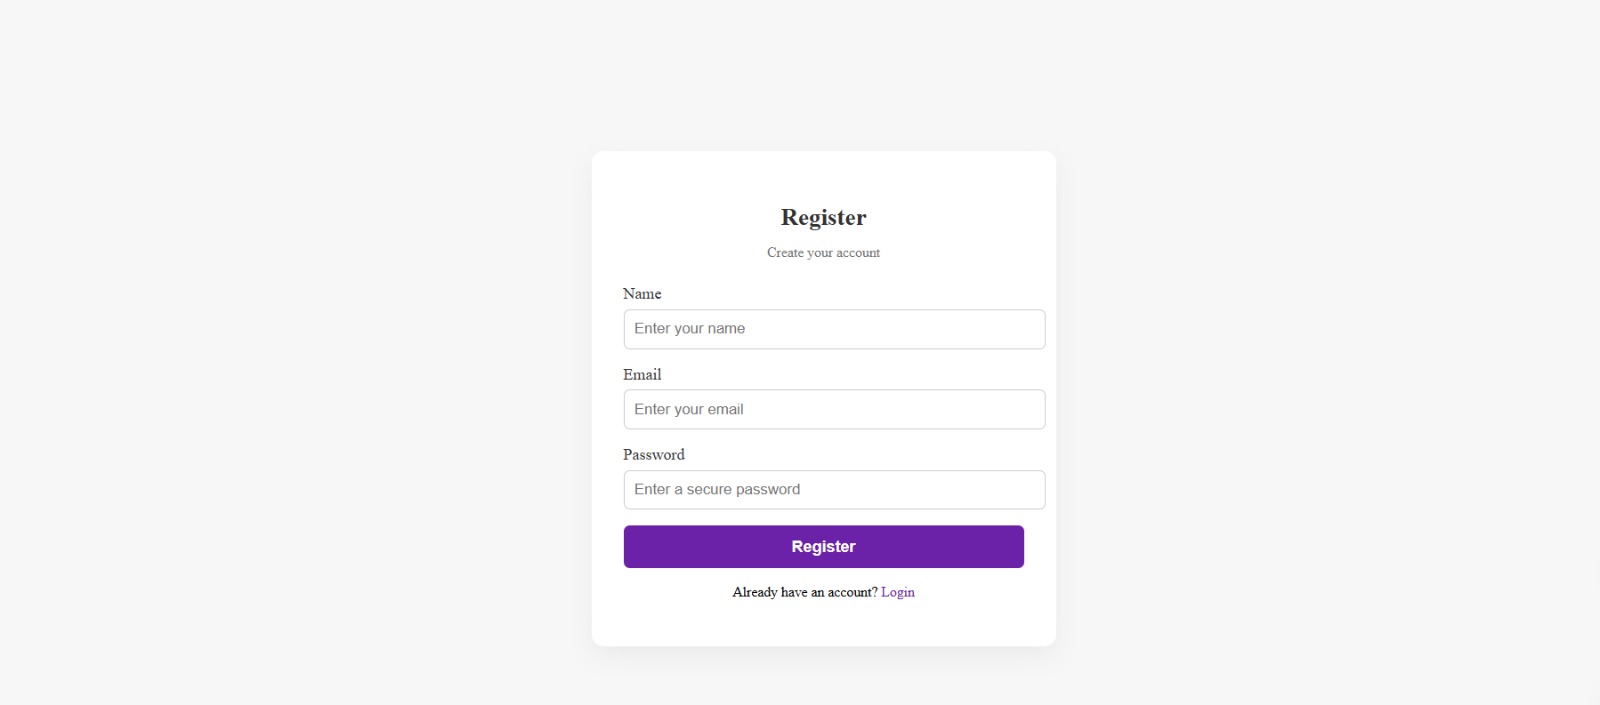 Register
Create your account
Name
Enter your name
Email
Enter your email
Password
Enter a secure password
Register
Already have an account? Login